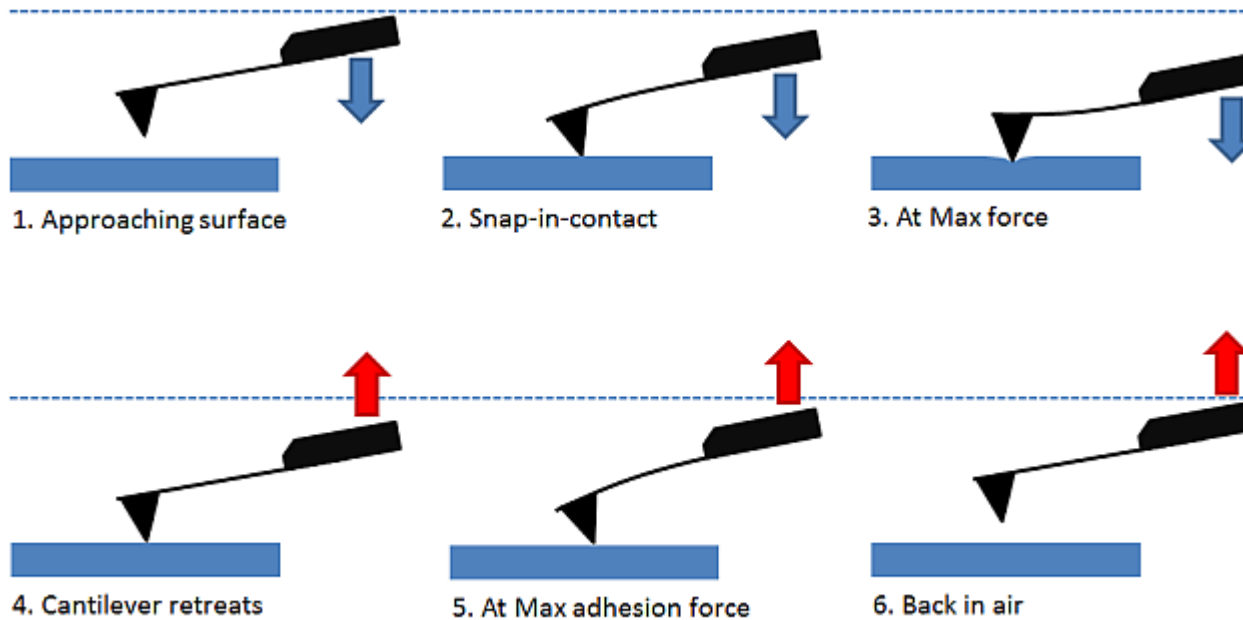 1. Approaching surface
2. Snap-in-contact
3. At Max force
4. Cantilever retreats
5. At Max adhesion force
6. Back in air